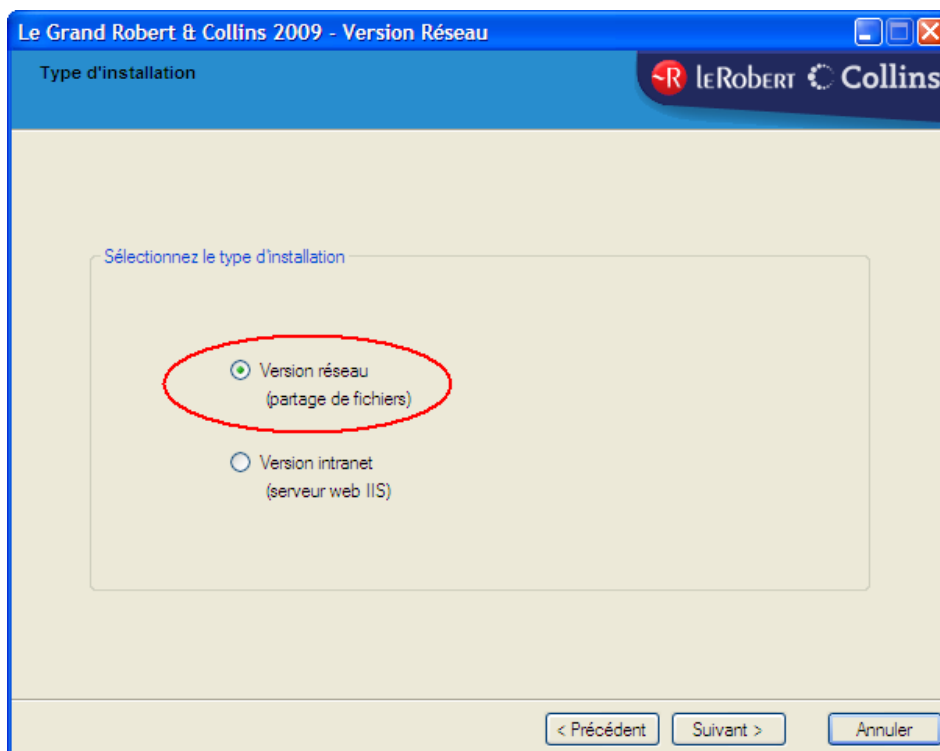 Le Grand Robert & Collins 2009 - Version Réseau
Type d'installation
~R leRobert Collins
Sélectionnez le type d'installation
Version réseau
(partage de fichiers)
Version intranet
(serveur web IIS)
< Précédent
Suivant >
Annuler